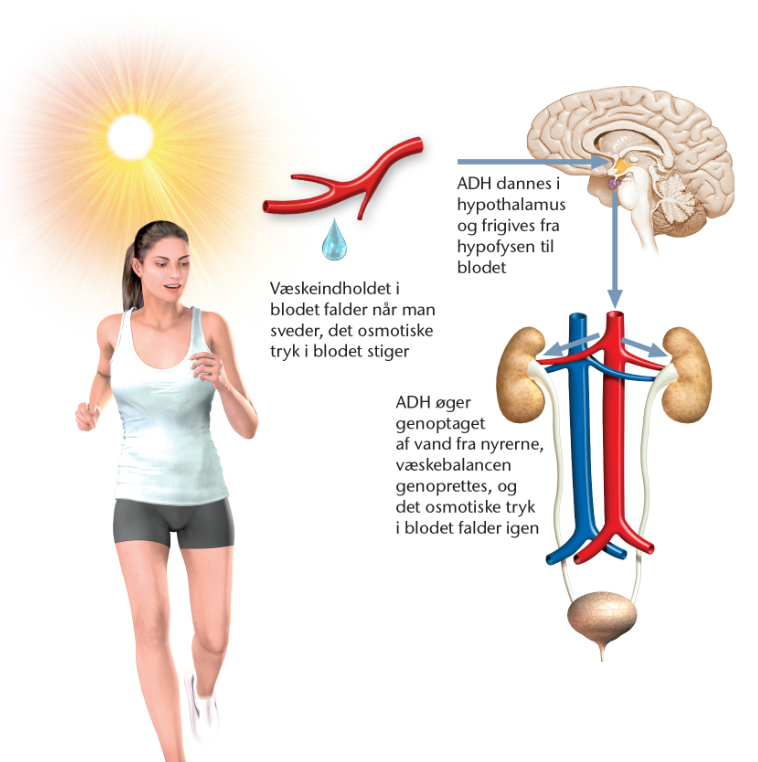 Væskeindholdet i
blodet falder når man
sveder, det osmotiske
tryk i blodet stiger
ADH dannes i
hypothalamus
og frigives fra
hypofysen til
blodet
ADH øger
genoptaget
af vand fra nyrerne,
væskebalancen
genoprettes, og
det osmotiske tryk
i blodet falder igen